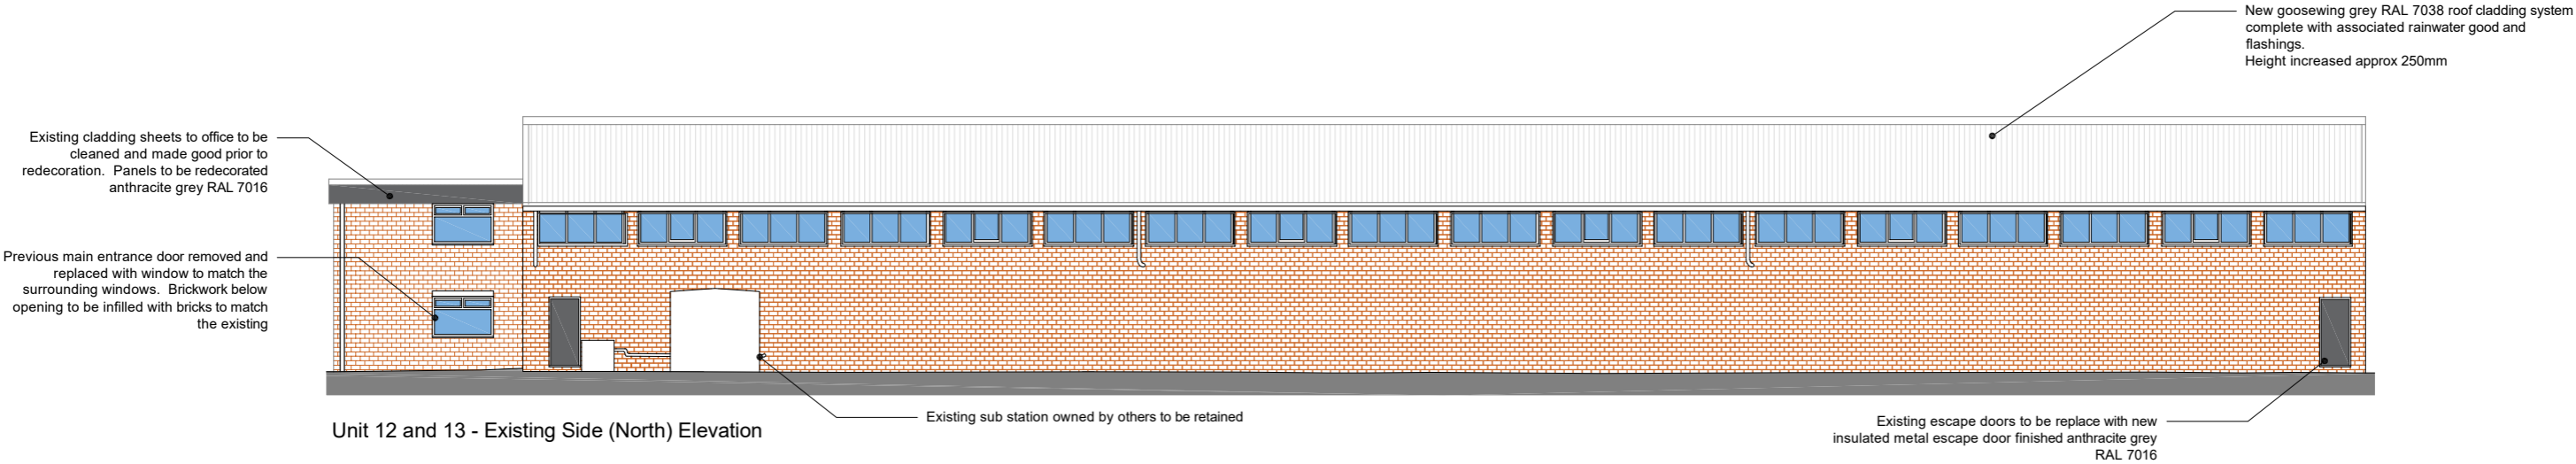 New goosewing grey RAL 7038 roof cladding system
complete with associated rainwater good and
flashings.
Height increased approx 250mm
Existing cladding sheets to office to be
cleaned and made good prior to
redecoration.  Panels to be redecorated
anthracite grey RAL 7016
Previous main entrance door removed and
replaced with window to match the
surrounding windows.  Brickwork below
opening to be infilled with bricks to match
the existing
Existing sub station owned by others to be retained
Existing escape doors to be replace with new
insulated metal escape door finished anthracite grey
RAL 7016
Unit 12 and 13 - Existing Side (North) Elevation